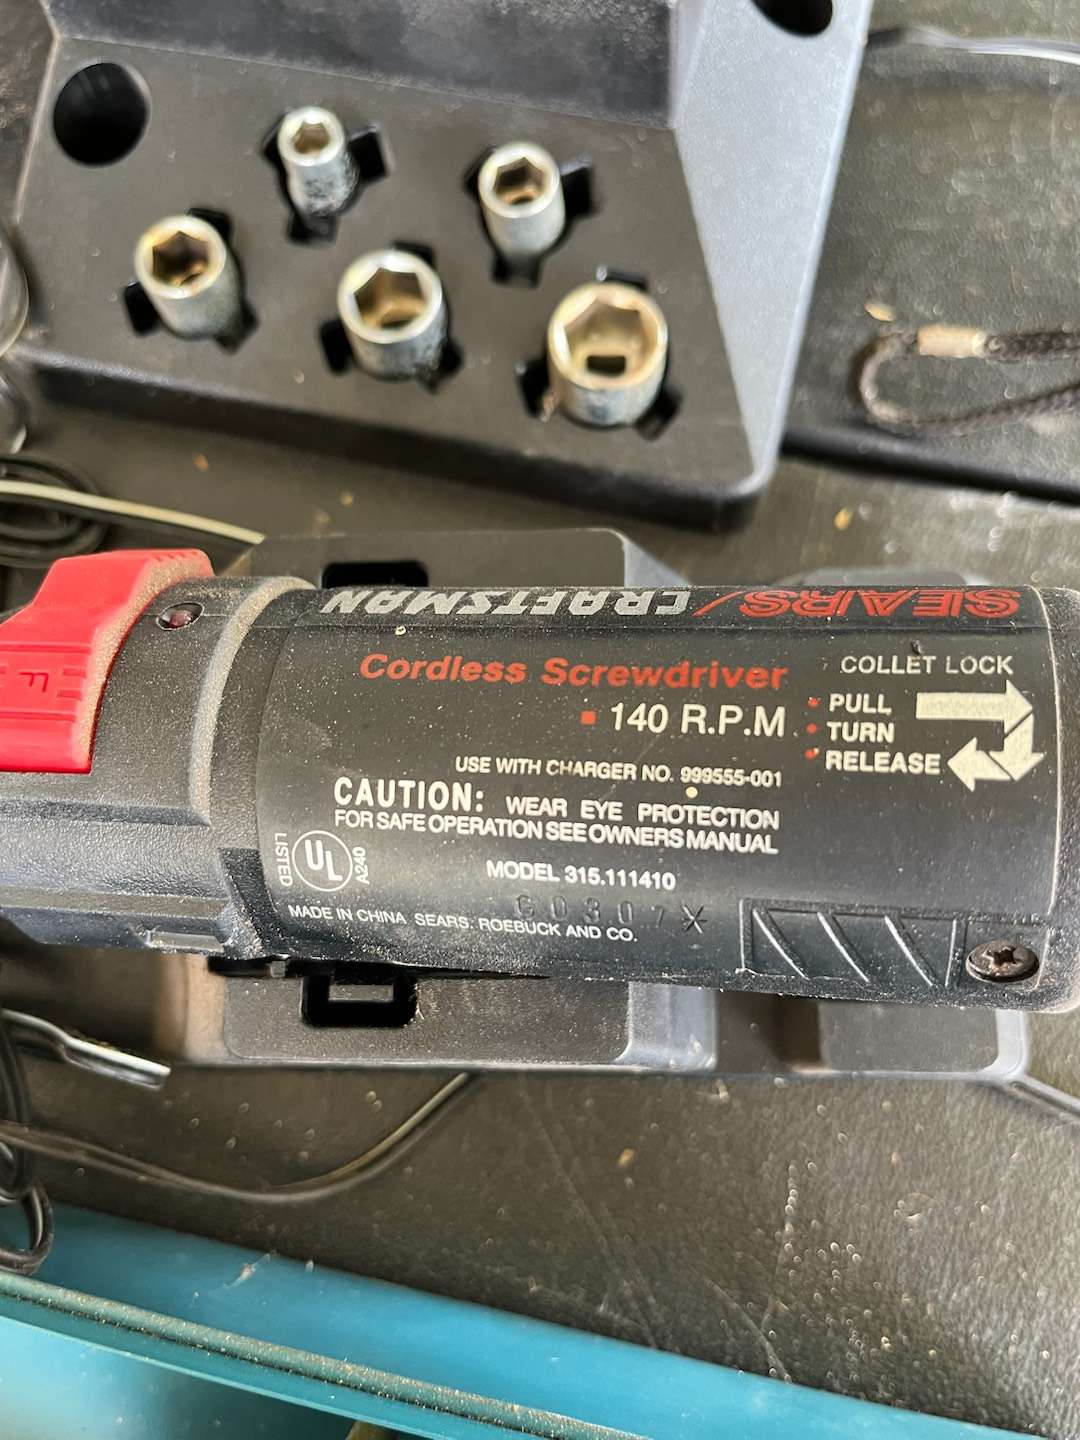 SEARS/CRAFTSMAN
Cordless Screwdriver
140 R.P.M
COLLET LOCK
PULL
TURN
RELEASE
USE WITH CHARGER NO. 999555-001
CAUTION: WEAR EYE PROTECTION
FOR SAFE OPERATION SEE OWNERS MANUAL
LISTED
UL
A240
MODEL 315.111410
G0307X
MADE IN CHINA SEARS. ROEBUCK AND CO.
F